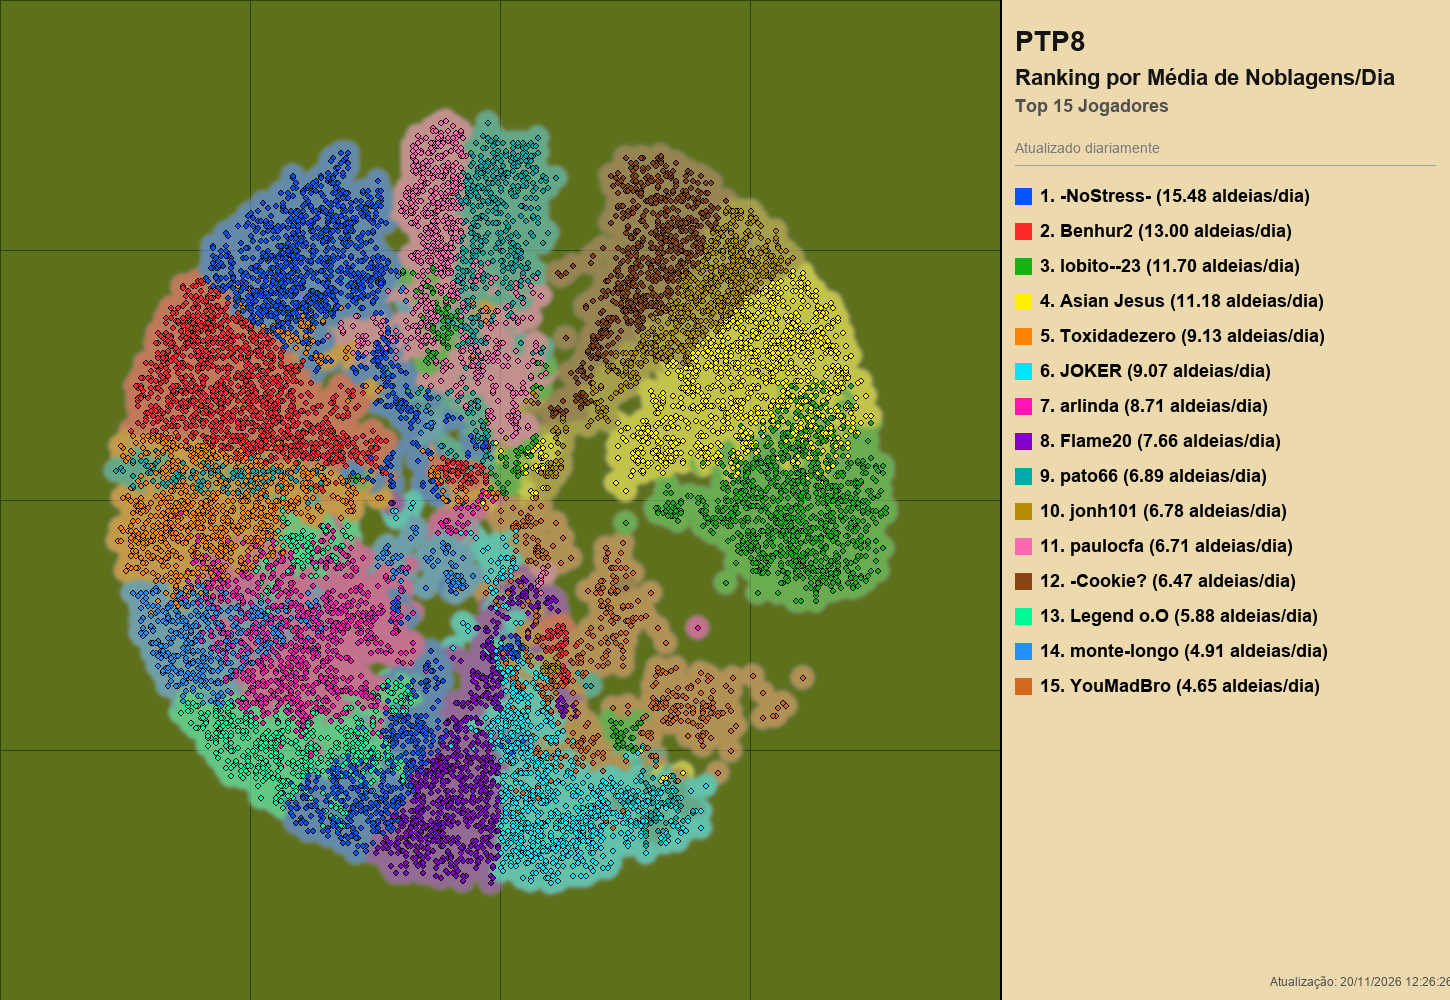 PTP8
Ranking por Média de Noblagens/Dia
Top 15 Jogadores
Atualizado diariamente
1. -NoStress- (15.48 aldeias/dia)
2. Benhur2 (13.00 aldeias/dia)
3. lobito--23 (11.70 aldeias/dia)
4. Asian Jesus (11.18 aldeias/dia)
5. Toxidadezero (9.13 aldeias/dia)
6. JOKER (9.07 aldeias/dia)
7. arlinda (8.71 aldeias/dia)
8. Flame20 (7.66 aldeias/dia)
9. pato66 (6.89 aldeias/dia)
10. jonh101 (6.78 aldeias/dia)
11. paulocfa (6.71 aldeias/dia)
12. -Cookie? (6.47 aldeias/dia)
13. Legend o.O (5.88 aldeias/dia)
14. monte-longo (4.91 aldeias/dia)
15. YouMadBro (4.65 aldeias/dia)
Atualização: 20/11/2026 12:26:26